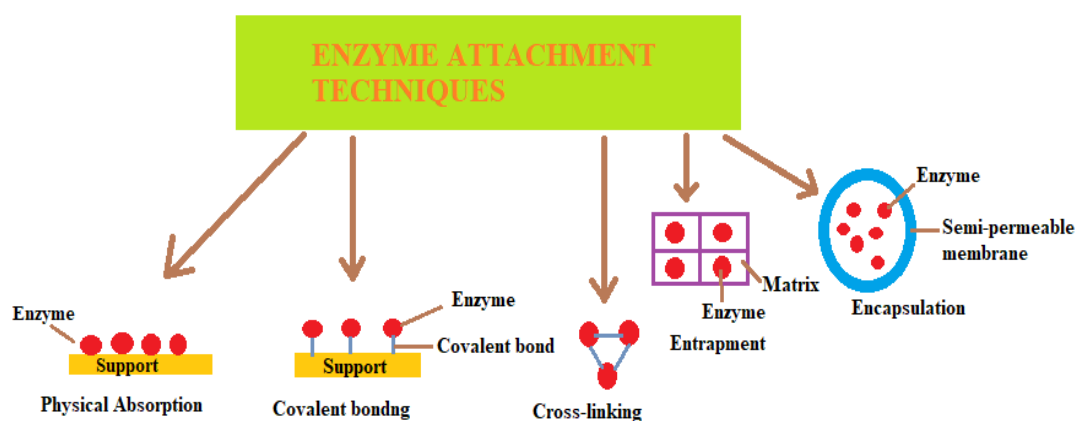 ENZYME ATTACHMENT
TECHNIQUES
Enzyme
Semi-permeable
membrane
Encapsulation
Matrix
Enzyme
Entrapment
Enzyme
Support
Physical Absorption
Enzyme
Covalent bond
Support
Covalent bondng
Cross-linking